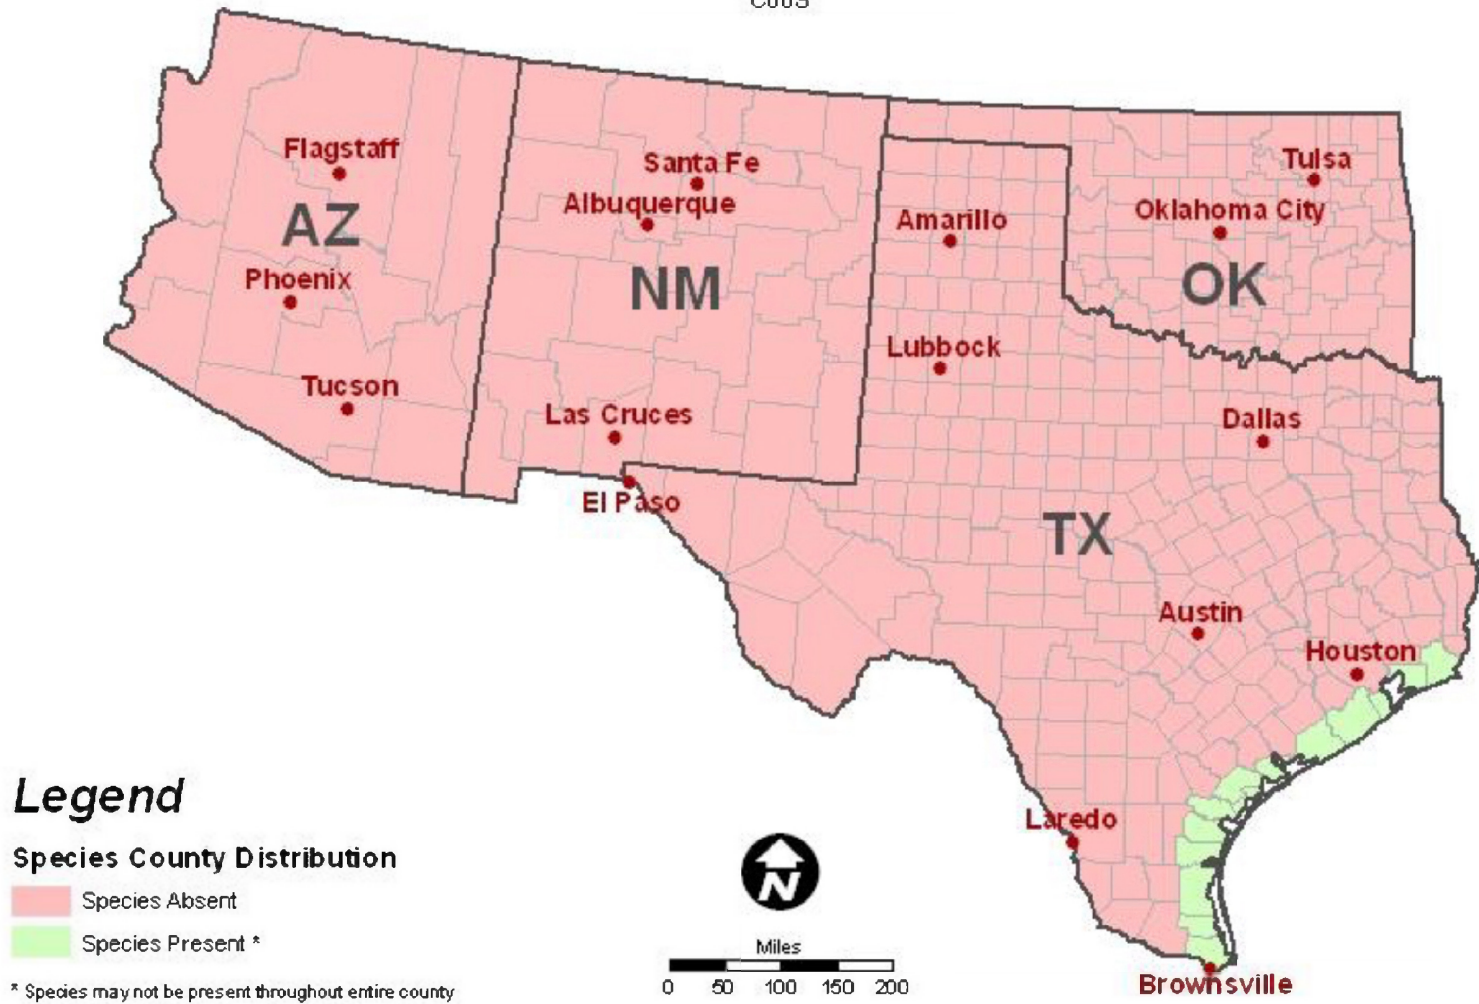 Flagstaff
Santa Fe
Tulsa
Albuquerque
Amarillo
Oklahoma City
AZ
Phoenix
NM
OK
Lubbock
Tucson
Las Cruces
Dallas
El Paso
TX
Austin
Houston
Legend
Laredo
Species County Distribution
Species Absent
Species Present *
N
Miles
0 50 100 150 200
Brownsville
* Species may not be present throughout entire county